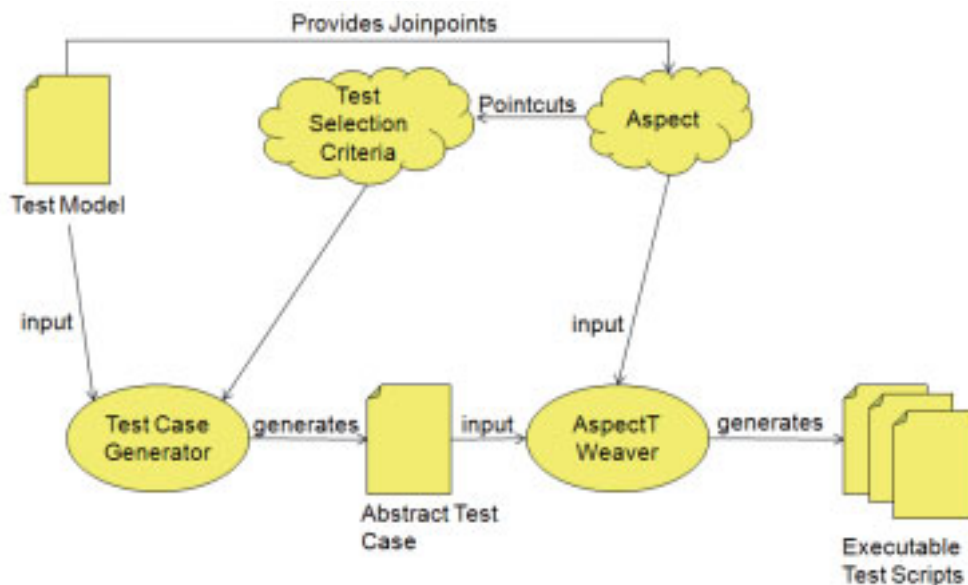 Provides Joinpoints
Test
Selection
Criteria
Pointcuts
Aspect
Test Model
input
input
Test Case
Generator
generates
input
AspectT
Weaver
generates
Abstract Test
Case
Executable
Test Scripts